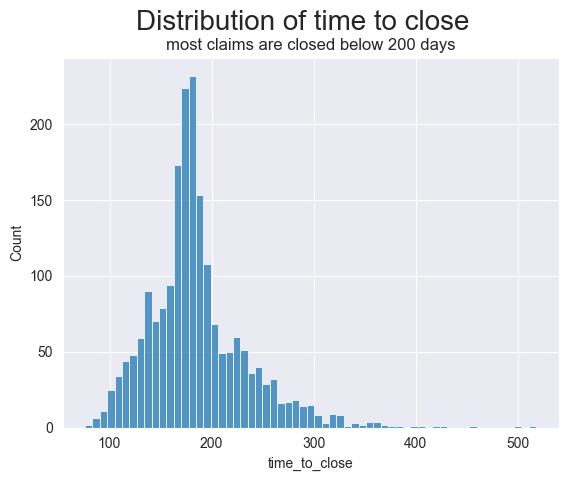 Distribution of time to close
most claims are closed below 200 days
200
150
100
50
0
Count
100 200 300 400 500
time_to_close